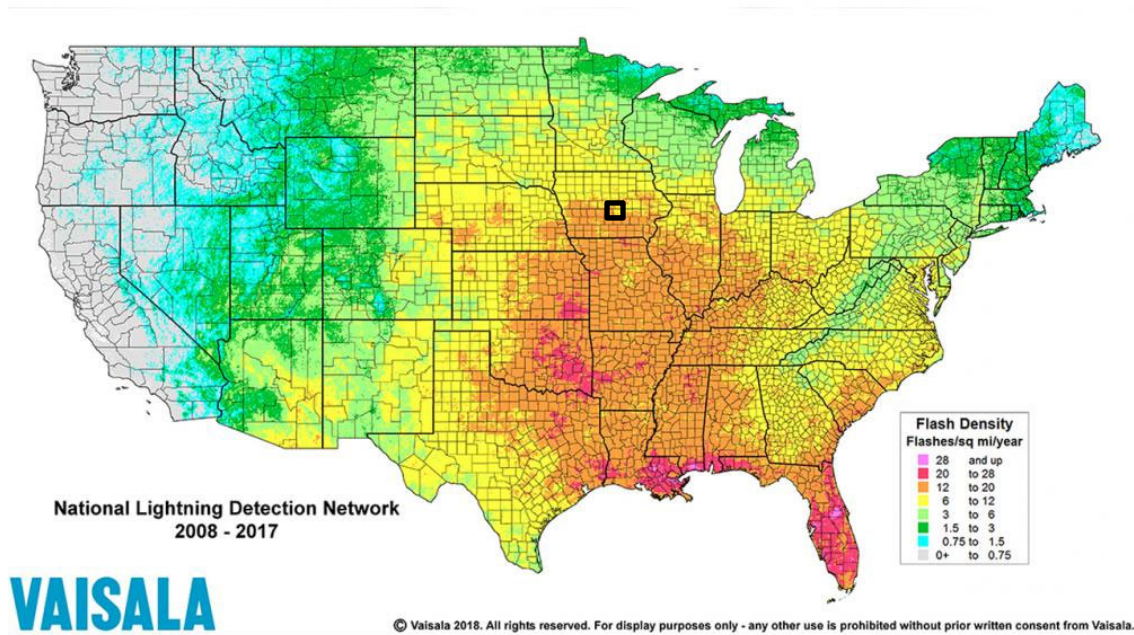 Flash Density
Flashes/sq mi/year
28 and up
20 to 28
12 to 20
6 to 12
3 to 6
1.5 to 3
0.75 to 1.5
0+ to 0.75
National Lightning Detection Network
2008 - 2017
VAISALA
© Vaisala 2018. All rights reserved. For display purposes only - any other use is prohibited without prior written consent from Vaisala.